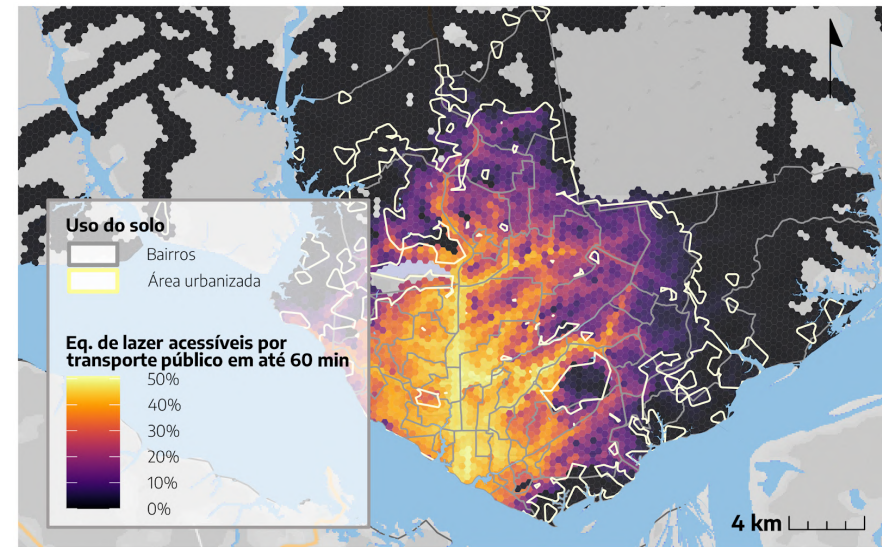 Uso do solo
Bairros
Área urbanizada
Eq. de lazer acessíveis por
transporte público em até 60 min
50%
40%
30%
20%
10%
0%
4 km